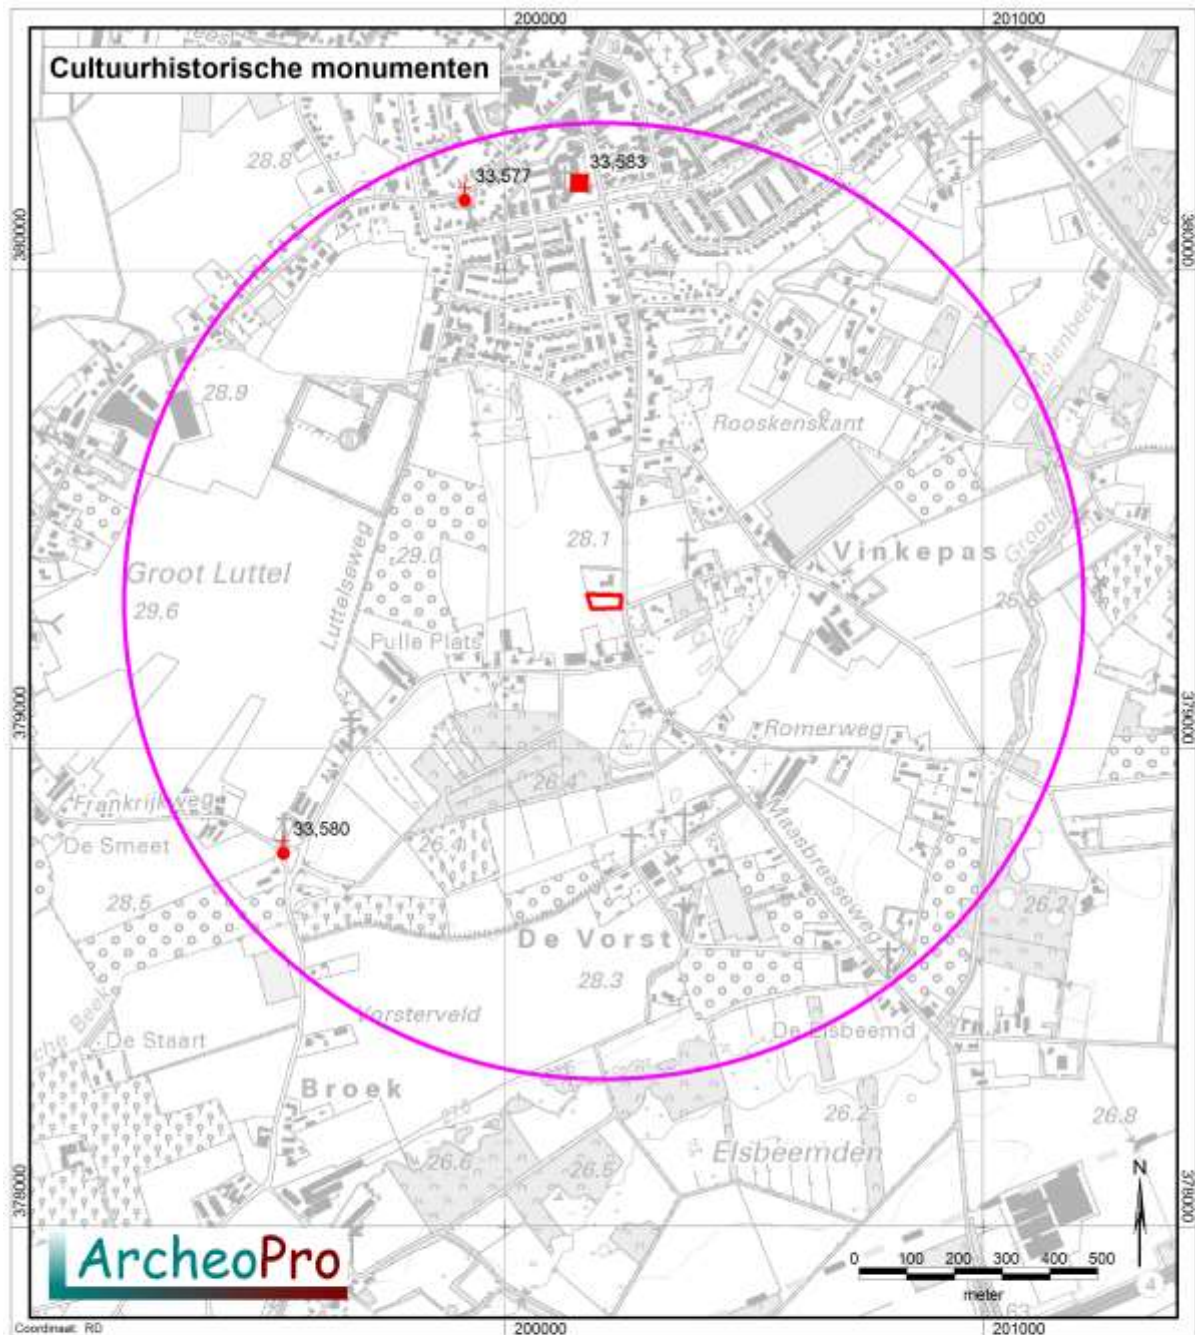 200000
201000
Cultuurhistorische monumenten
28.8
33,577
33,583
380000
380000
28.9
Rooskenskant
Luttelseweg
28.1
Vinkepas
29.0
Groot Luttel
29.6
Pulle Plats
379000
379000
Romerweg
26.4
Frankrijkweg
33,580
De Smeet
26.4
Maasbreeseweg
28.5
26.2
De Vorst
28.3
Vorsterveld
De Elsbeemd
De Staart
Broek
26.2
26.8
Elsbeemden
26.6
26.5
N
378000
378000
ArcheoPro
0 100 200 300 400 500
meter
4
63
Coordinaat: RD
200000
201000